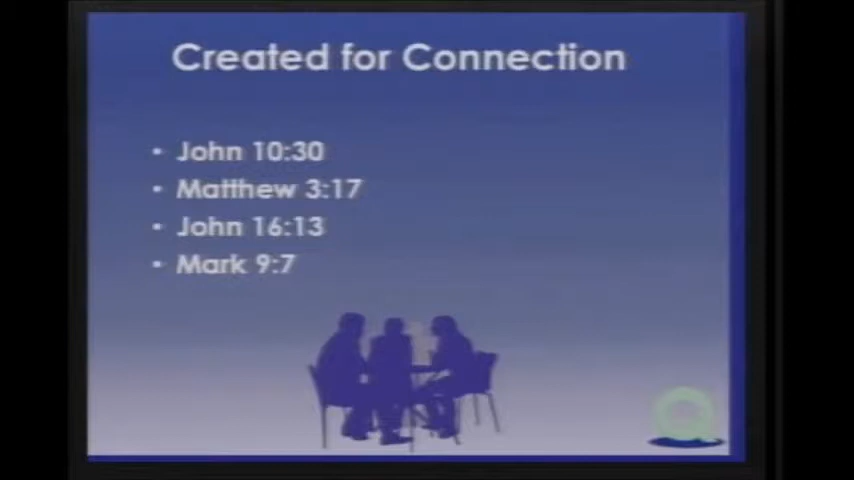 Created for Connection
• John 10:30
• Matthew 3:17
• John 16:13
• Mark 9:7